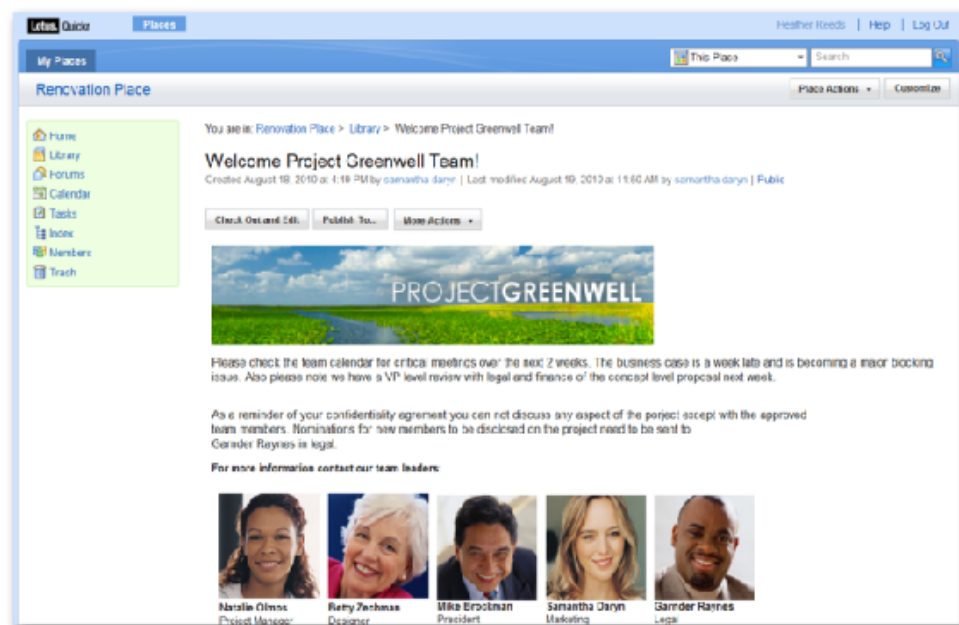 Lotus. Quickr Places Heather Reeds | Help | Log Out
My Places This Place Search
Renovation Place Place Actions Customize
Home
Library
Forums
Calendar
Tasks
Index
Members
Trash
You are in: Renovation Place > Library > Welcome Project Greenwell Team!
Welcome Project Greenwell Team!
Created August 19, 2010 at 4:19 PM by samantha daryn | Last modified August 19, 2010 at 11:50 AM by samantha daryn | Public
Check Out and Edit Publish To... More Actions
PROJECTGREENWELL
Please check the team calendar for critical meetings over the next 2 weeks. The business case is a week late and is becoming a major blocking
issue. Also please note we have a VP level review with legal and finance of the concept level proposal next week.
As a reminder of your confidentiality agrement you can not discuss any aspect of the porject except with the approved
team members. Nominations for new members to be disclosed on the project need to be sent to
Garnder Raynes in legal.
For more information contact our team leaders:
Natalie Olmos Betty Zechman Mike Brockman Samantha Daryn Garnder Raynes
Project Manager Designer President Marketing Legal